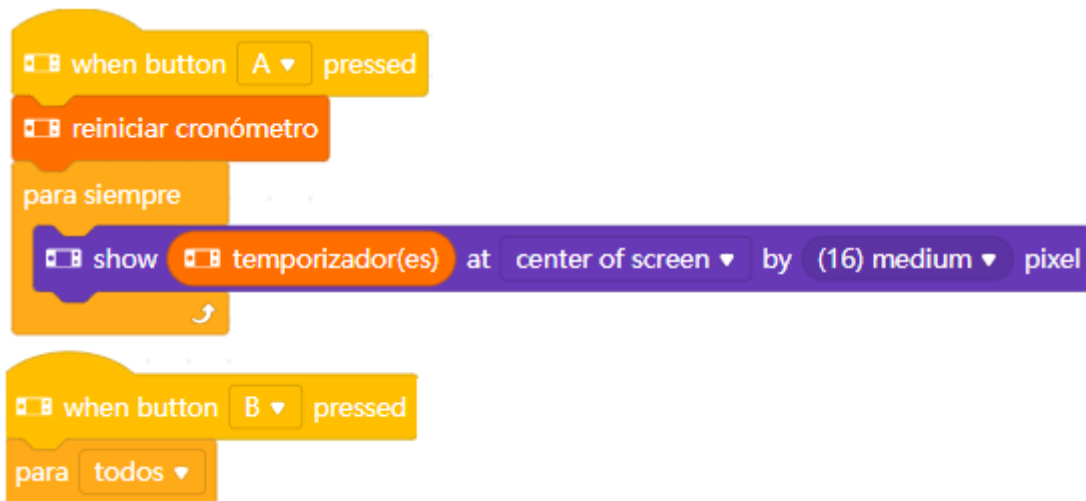 when button A pressed
reiniciar cronómetro
para siempre
show temporizador(es) at center of screen by (16) medium pixel
when button B pressed
para todos